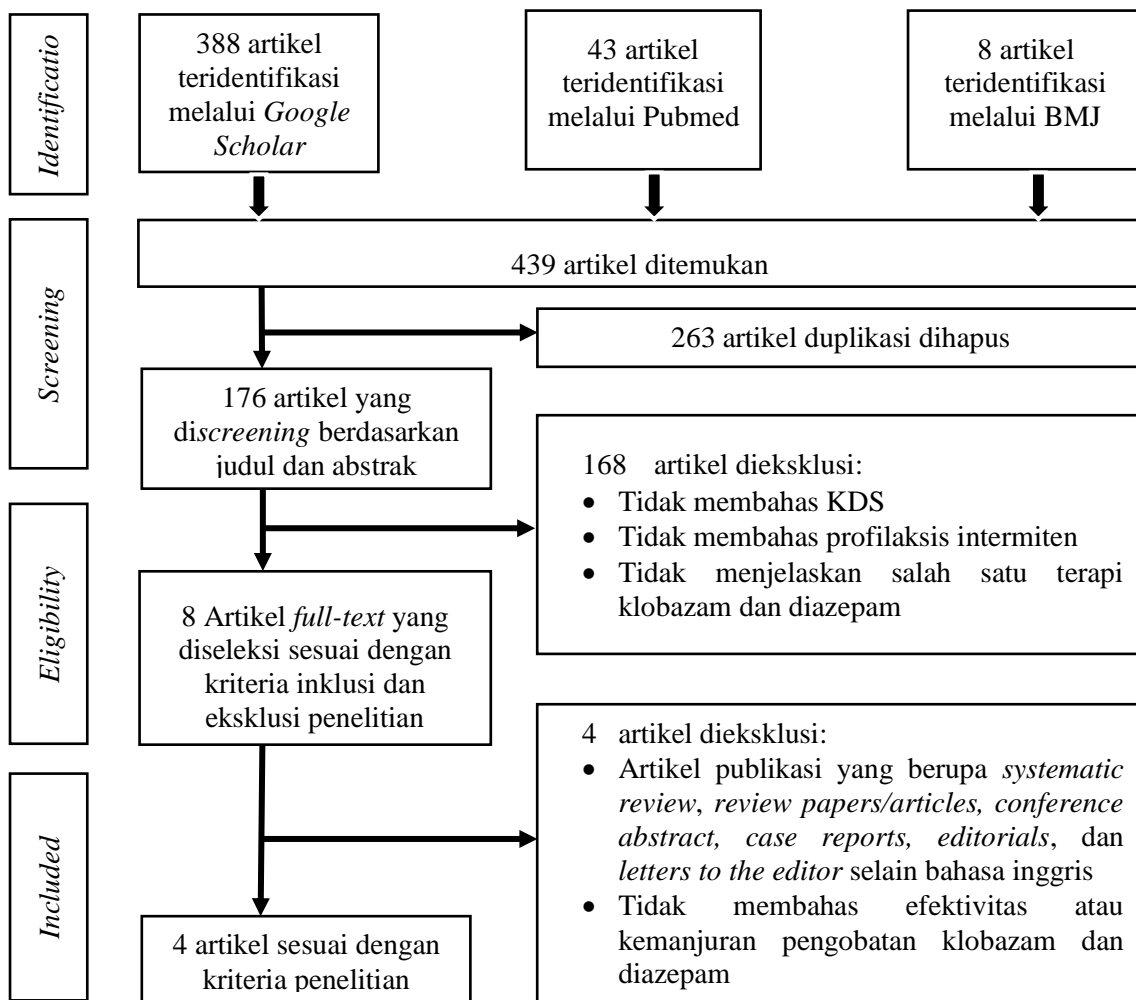 Identificatio
388 artikel
teridentifikasi
melalui Google
Scholar
43 artikel
teridentifikasi
melalui Pubmed
8 artikel
teridentifikasi
melalui BMJ
Screening
439 artikel ditemukan
263 artikel duplikasi dihapus
176 artikel yang
discreening berdasarkan
judul dan abstrak
168 artikel dieksklusi:
• Tidak membahas KDS
• Tidak membahas profilaksis intermiten
• Tidak menjelaskan salah satu terapi
klobazam dan diazepam
Eligibility
8 Artikel full-text yang
diseleksi sesuai dengan
kriteria inklusi dan
eksklusi penelitian
4 artikel dieksklusi:
• Artikel publikasi yang berupa systematic
review, review papers/articles, conference
abstract, case reports, editorials, dan
letters to the editor selain bahasa inggris
• Tidak membahas efektivitas atau
kemanjuran pengobatan klobazam dan
diazepam
Included
4 artikel sesuai dengan
kriteria penelitian